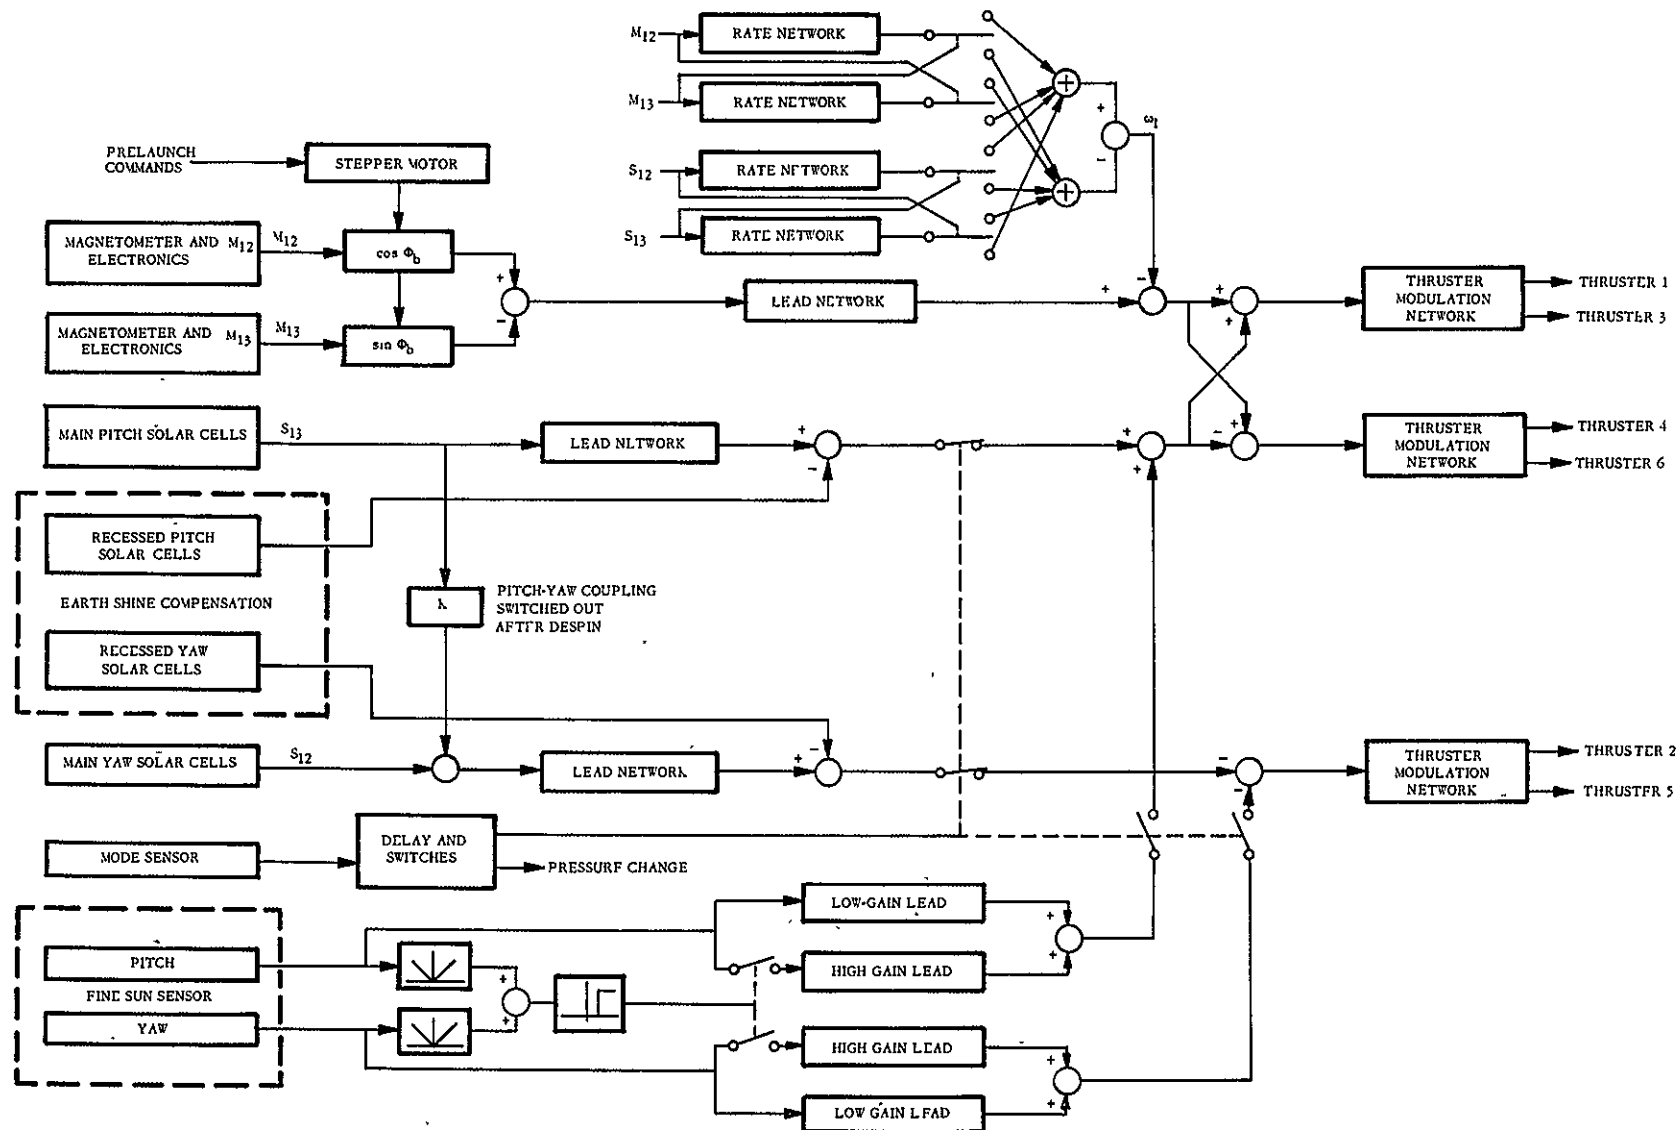 M12
RATE NETWORK
M13
RATE NETWORK
ω1
PRELAUNCH
COMMANDS
STEPPER MOTOR
S12
RATE NETWORK
S13
RATE NETWORK
MAGNETOMETER AND M12
ELECTRONICS
M12
cos Φb
LEAD NETWORK
THRUSTER
MODULATION
NETWORK
THRUSTER 1
THRUSTER 3
MAGNETOMETER AND
ELECTRONICS M13
M13
sin Φb
MAIN PITCH SOLAR CELLS
S13
LEAD NETWORK
THRUSTER
MODULATION
NETWORK
THRUSTER 4
THRUSTER 6
RECESSED PITCH
SOLAR CELLS
EARTH SHINE COMPENSATION
PITCH-YAW COUPLING
SWITCHED OUT
AFTER DESPIN
RECESSED YAW
SOLAR CELLS
MAIN YAW SOLAR CELLS
S12
LEAD NETWORK
THRUSTER
MODULATION
NETWORK
THRUSTER 2
THRUSTER 5
MODE SENSOR
DELAY AND
SWITCHES
PRESSURE CHANGE
LOW-GAIN LEAD
PITCH
HIGH GAIN LEAD
FINE SUN SENSOR
YAW
HIGH GAIN LEAD
LOW GAIN LEAD